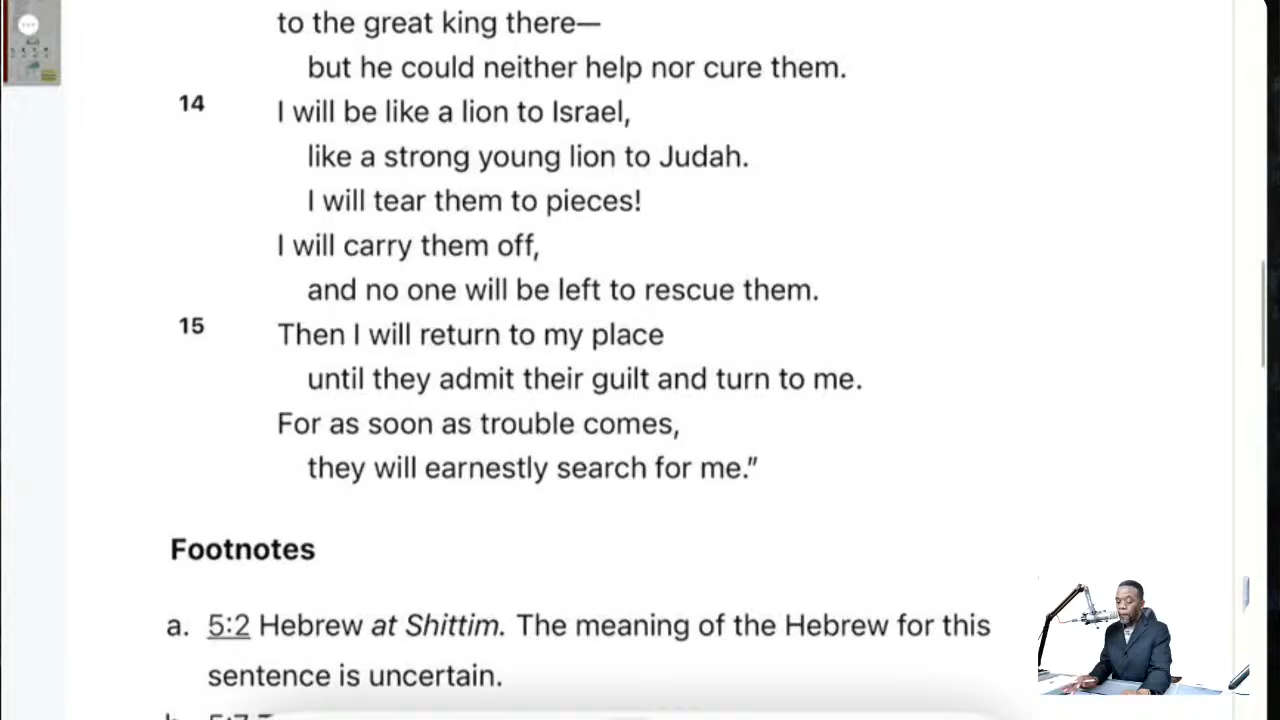 to the great king there—
but he could neither help nor cure them.
14 I will be like a lion to Israel,
like a strong young lion to Judah.
I will tear them to pieces!
I will carry them off,
and no one will be left to rescue them.
15 Then I will return to my place
until they admit their guilt and turn to me.
For as soon as trouble comes,
they will earnestly search for me.”
Footnotes
a. 5:2 Hebrew at Shittim. The meaning of the Hebrew for this
sentence is uncertain.